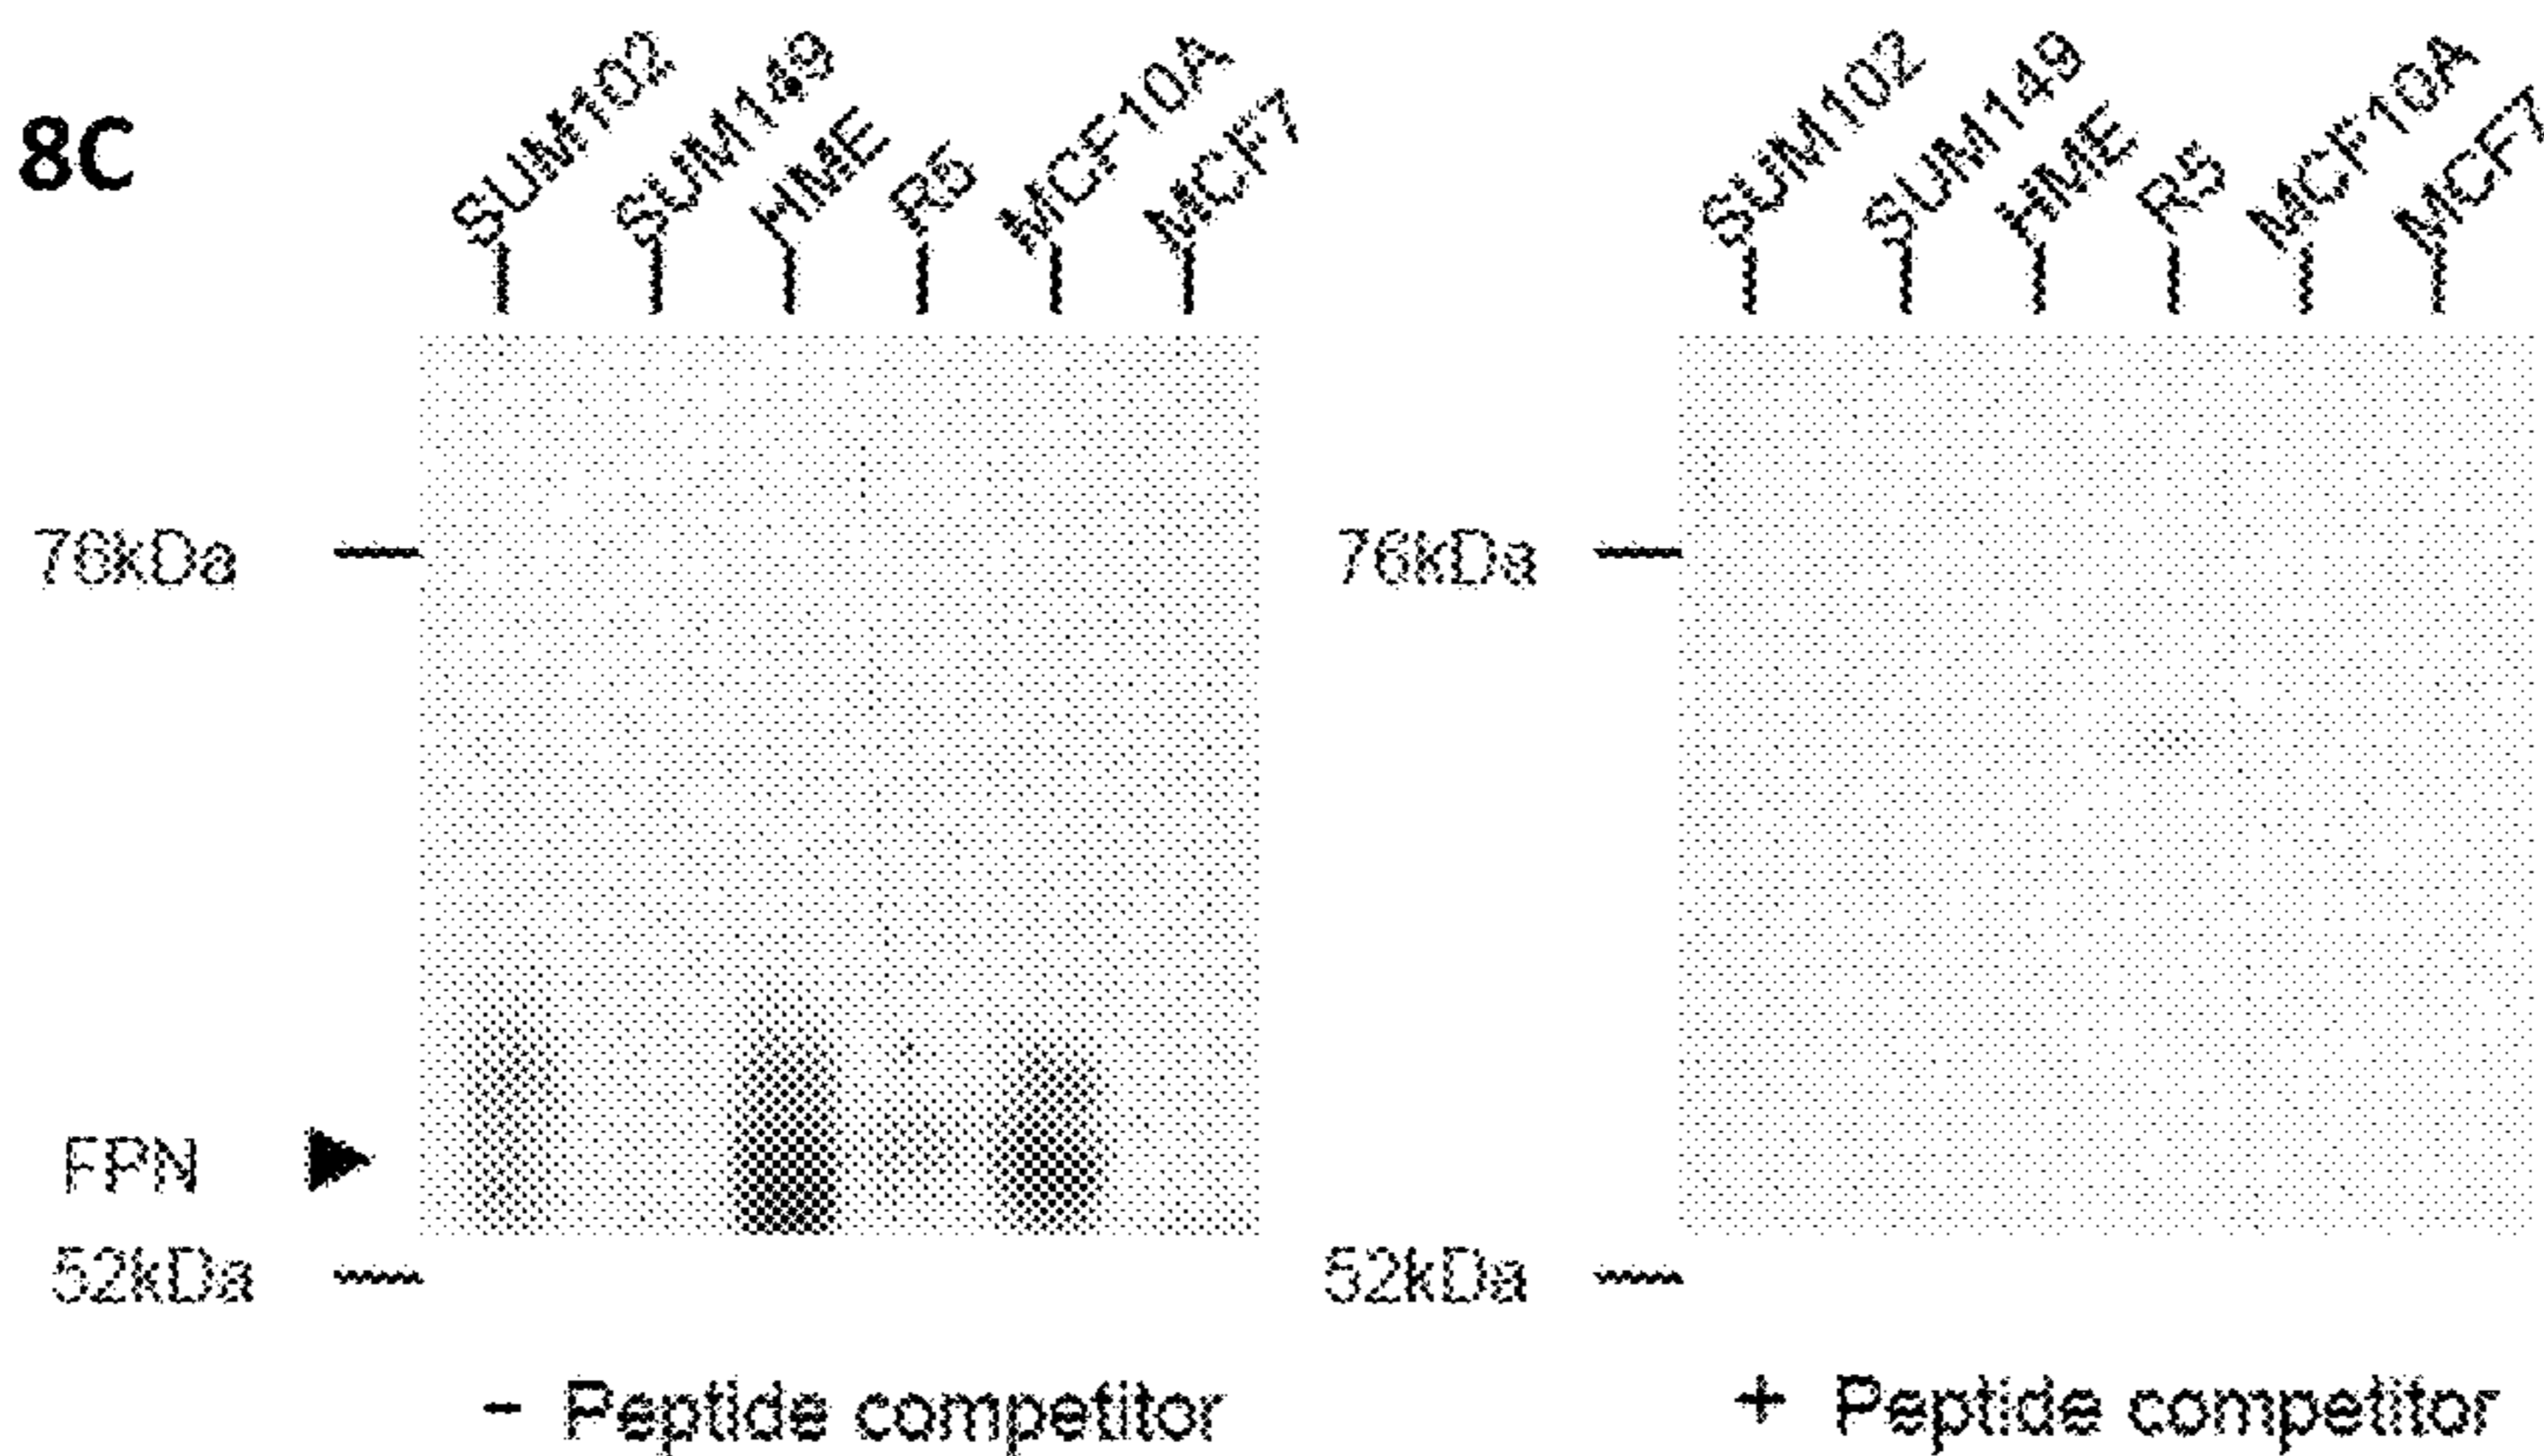 8C
SUM102 SUM149 HME R5 MCF10A MCF7
SUM102 SUM149 HME R5 MCF10A MCF7
76kDa
76kDa
FPN
52kDa
52kDa
- Peptide competitor
+ Peptide competitor